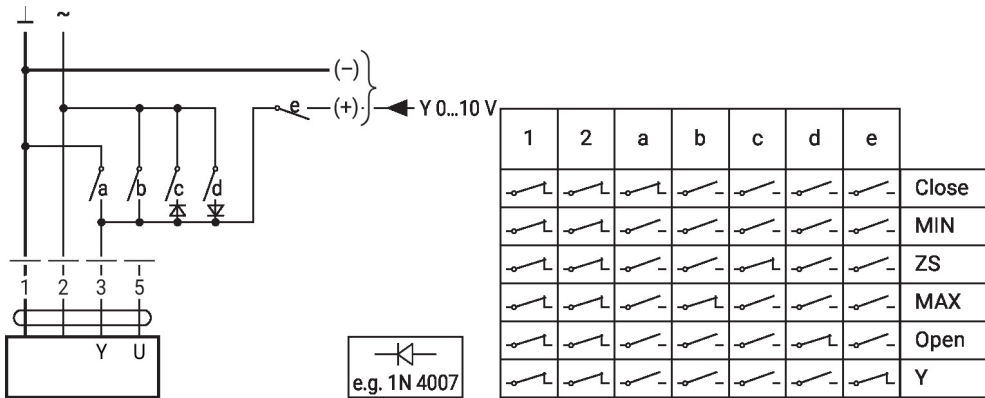 ⊥ ~
(−)
e (+) Y 0...10 V
a b c d
1 2 3 5
Y U
e.g. 1N 4007
1 2 a b c d e
Close
MIN
ZS
MAX
Open
Y